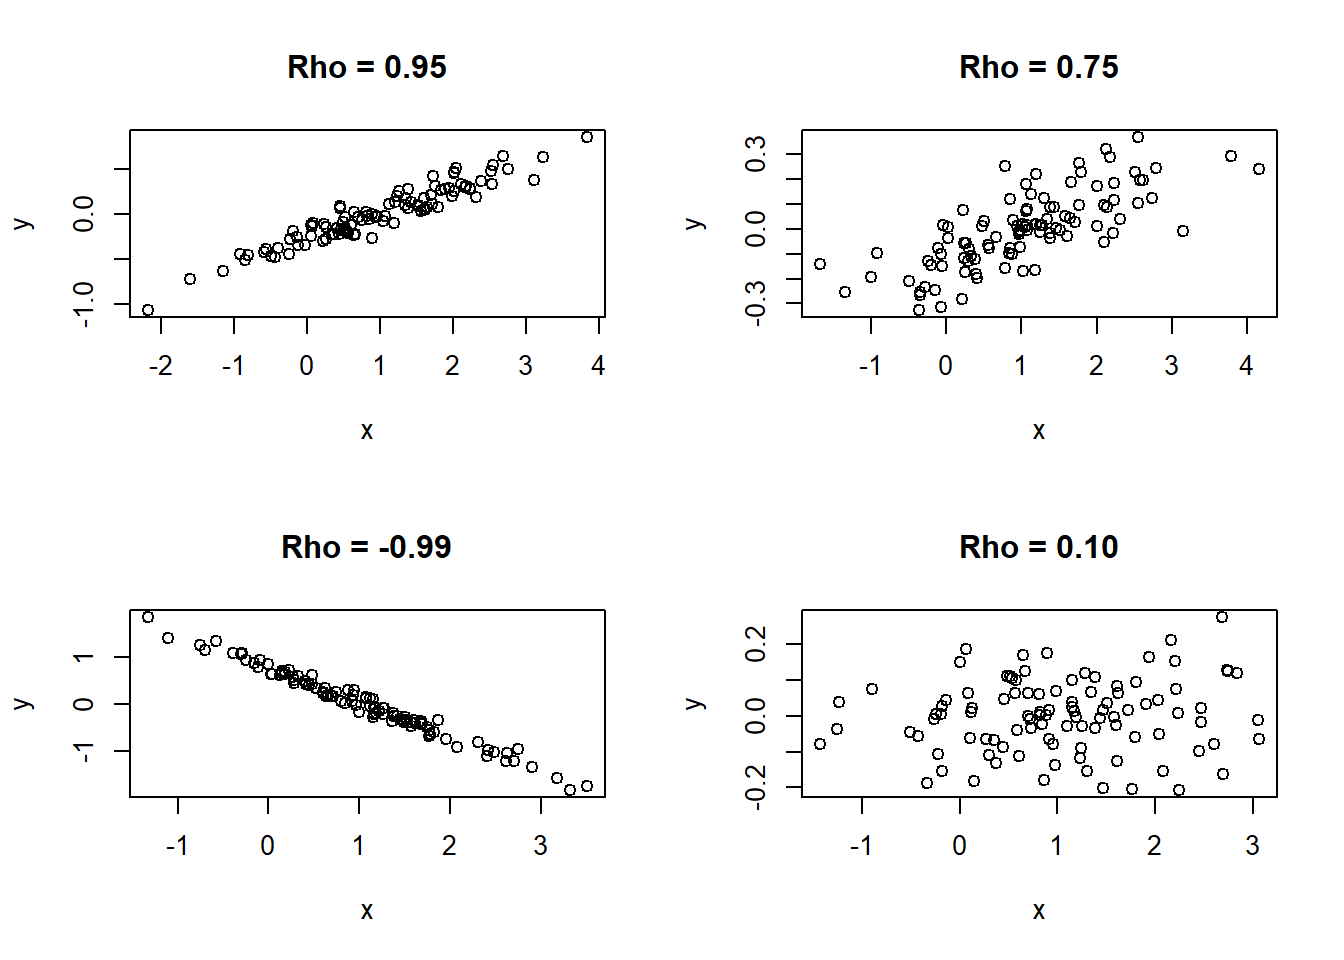 Rho = 0.95
y
0.0
-1.0
-2 -1 0 1 2 3 4
x
Rho = 0.75
y
0.3
0.0
-0.3
-1 0 1 2 3 4
x
Rho = -0.99
y
1
0
-1
-1 0 1 2 3
x
Rho = 0.10
y
0.2
0.0
-0.2
-1 0 1 2 3
x